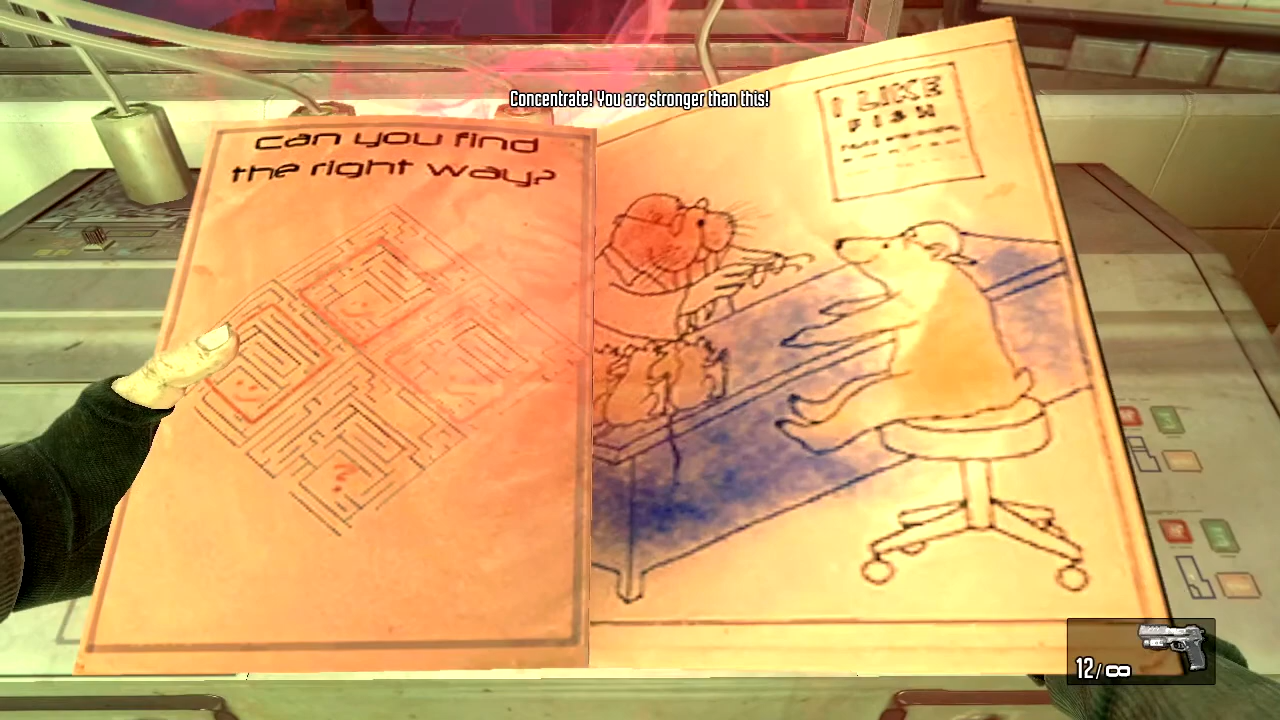 Concentrate! You are stronger than this!
Can you find
the right way?
?
I LIKE
FISH
12/∞